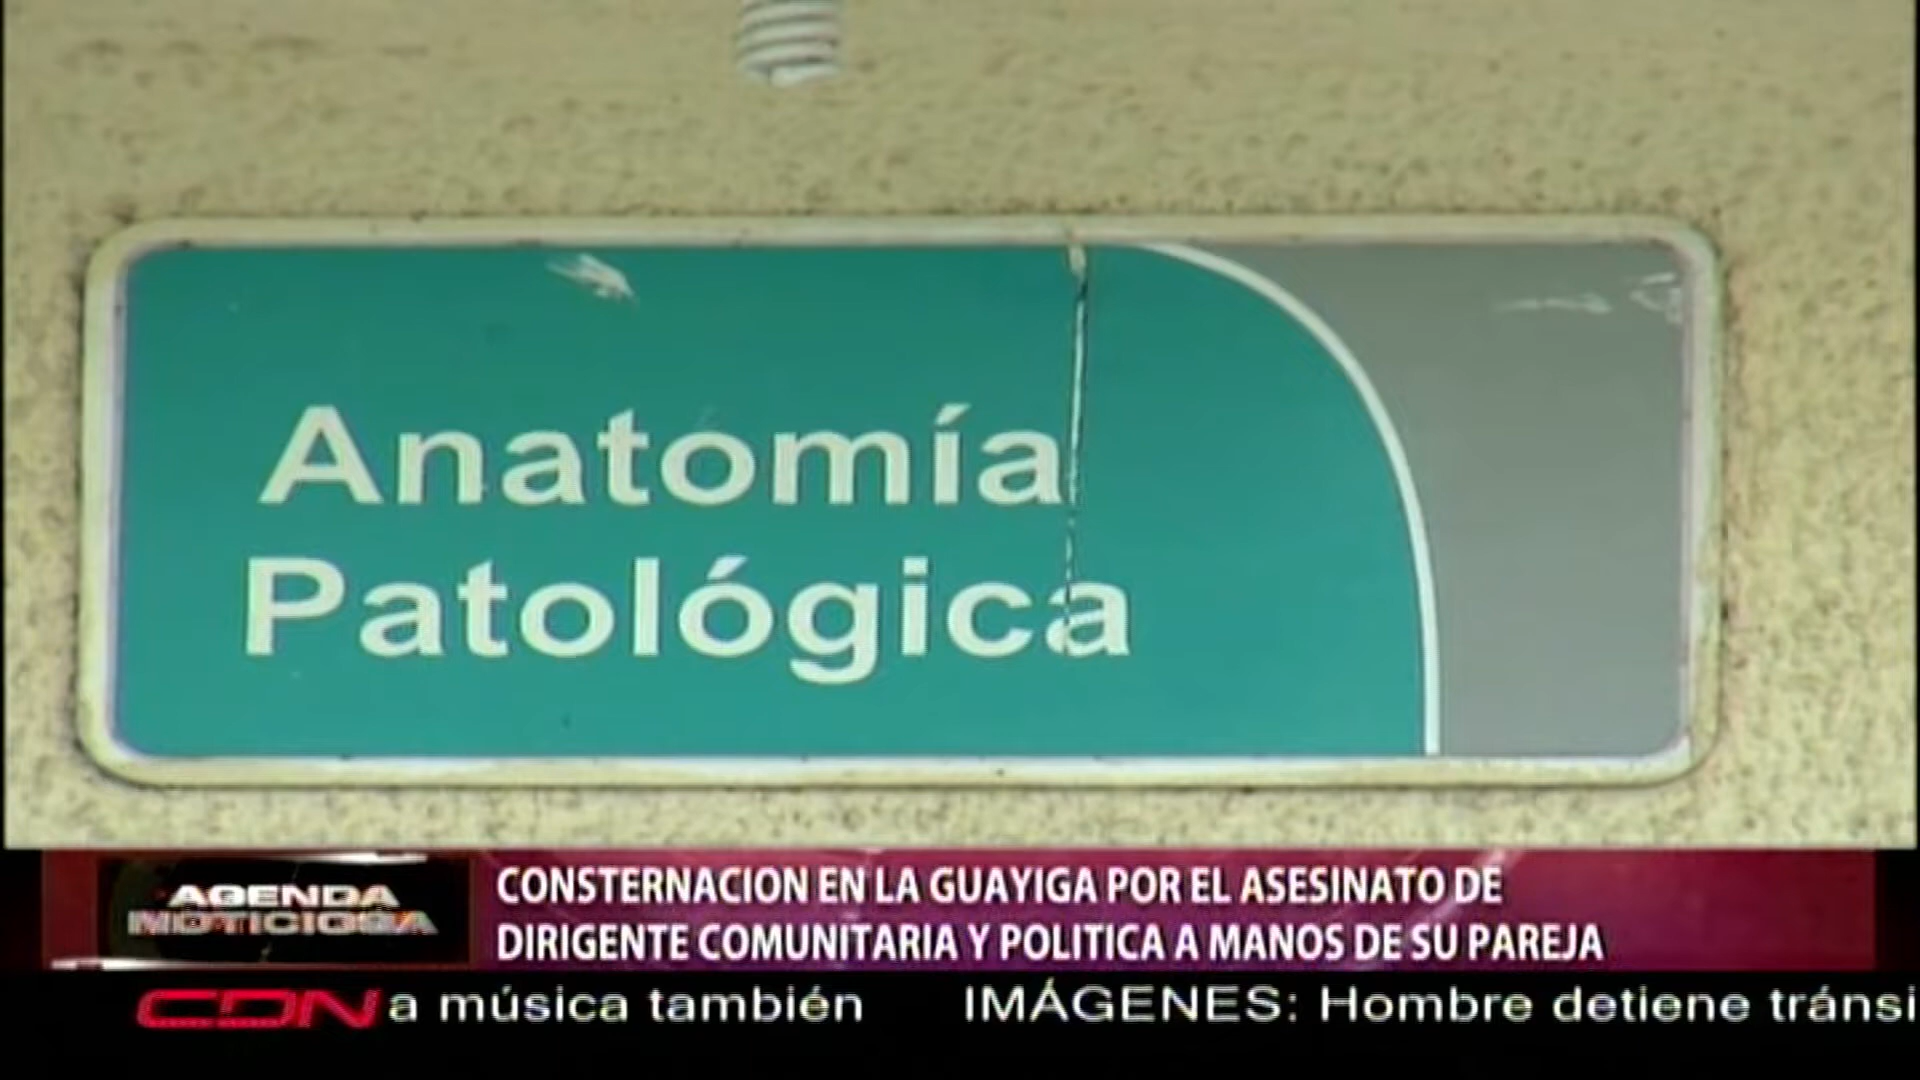 Anatomía
Patológica
AGENDA
NOTICIOSA
CONSTERNACION EN LA GUAYIGA POR EL ASESINATO DE
DIRIGENTE COMUNITARIA Y POLITICA A MANOS DE SU PAREJA
CDN a música también IMÁGENES: Hombre detiene tránsi